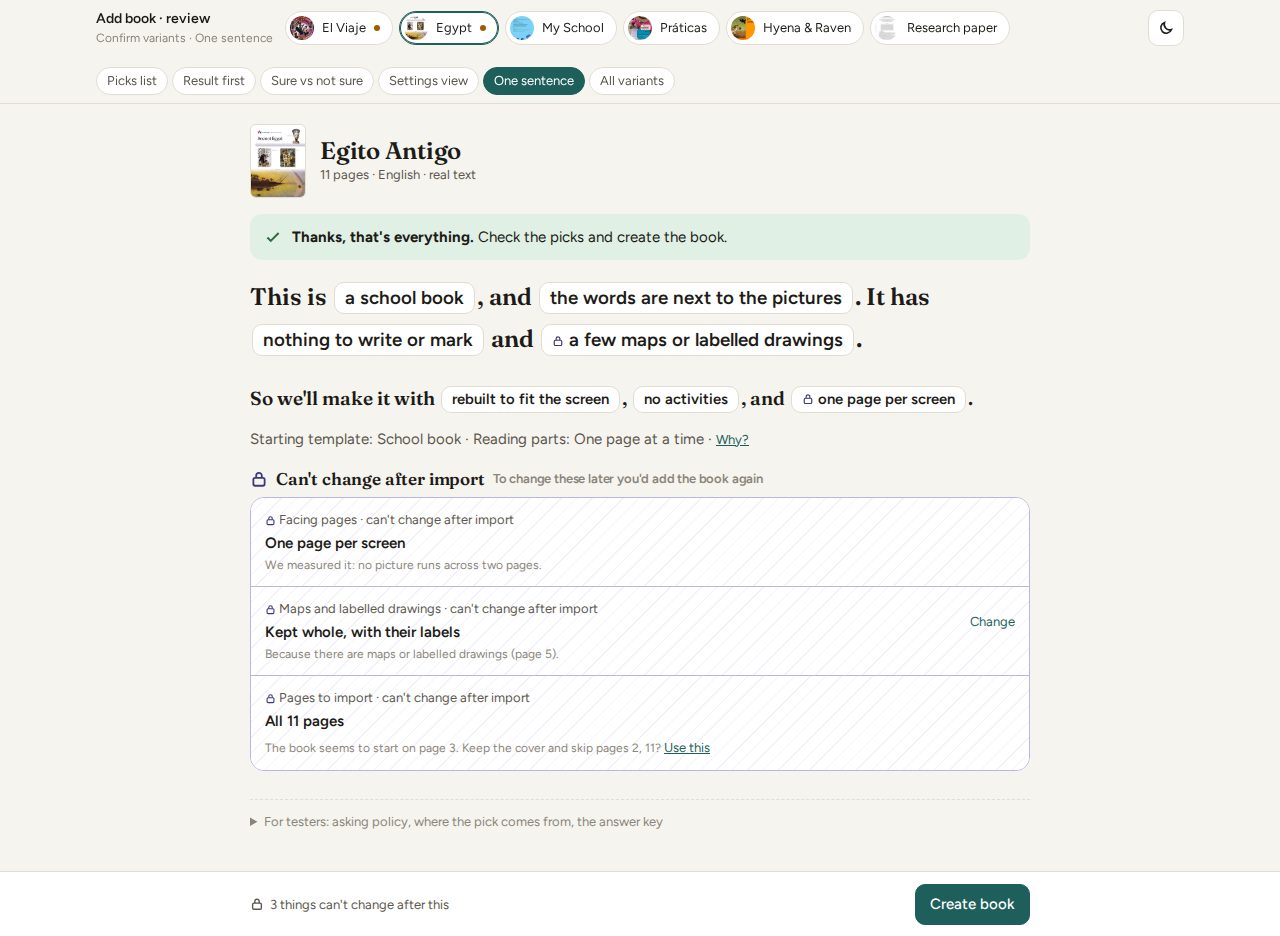 Add book · review
Confirm variants · One sentence
El Viaje
Egypt
My School
Práticas
Hyena & Raven
Research paper
Picks list
Result first
Sure vs not sure
Settings view
One sentence
All variants
Egito Antigo
11 pages · English · real text
Thanks, that's everything. Check the picks and create the book.
This is a school book, and the words are next to the pictures. It has
nothing to write or mark and a few maps or labelled drawings.
So we'll make it with rebuilt to fit the screen, no activities, and one page per screen.
Starting template: School book · Reading parts: One page at a time · Why?
Can't change after import To change these later you'd add the book again
Facing pages · can't change after import
One page per screen
We measured it: no picture runs across two pages.
Maps and labelled drawings · can't change after import
Kept whole, with their labels
Change
Because there are maps or labelled drawings (page 5).
Pages to import · can't change after import
All 11 pages
The book seems to start on page 3. Keep the cover and skip pages 2, 11? Use this
For testers: asking policy, where the pick comes from, the answer key
3 things can't change after this
Create book